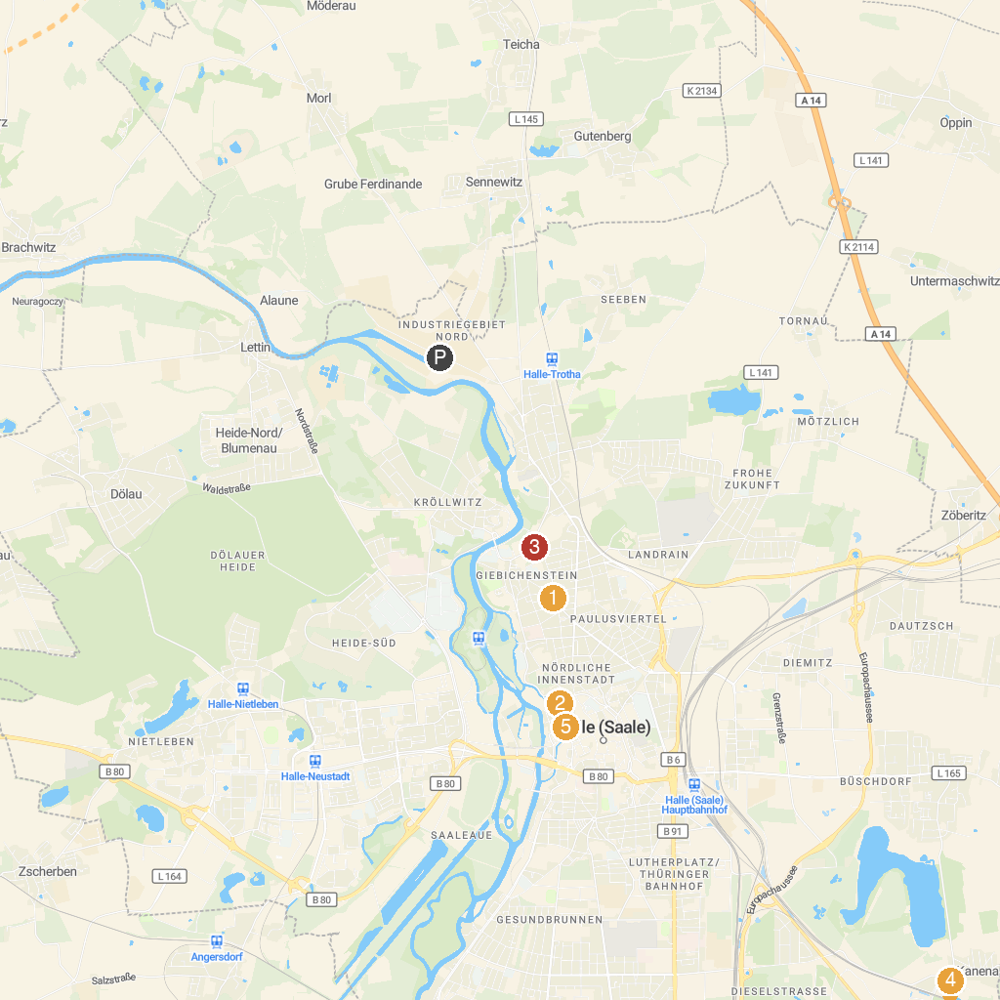 Möderau
Teicha
K 2134
Morl
A 14
L 145
Oppin
Gutenberg
L 141
Grube Ferdinande
Sennewitz
Brachwitz
K 2114
Untermaschwitz
Neuragoczy
Alaune
SEEBEN
INDUSTRIEGEBIET
NORD
TORNAU
A 14
Lettin
P
Halle-Trotha
L 141
Nordstraße
MÖTZLICH
Heide-Nord/
Blumenau
FROHE
ZUKUNFT
Waldstraße
Dölau
KRÖLLWITZ
Zöberitz
au
3
DÖLAUER
HEIDE
LANDRAIN
GIEBICHENSTEIN
1
PAULUSVIERTEL
DAUTZSCH
HEIDE-SÜD
DIEMITZ
NÖRDLICHE
INNENSTADT
Europachaussee
Halle-Nietleben
2
Grenzstraße
5
le (Saale)
NIETLEBEN
B 6
B 80
Halle-Neustadt
B 80
B 80
L 165
BÜSCHDORF
Halle (Saale)
Hauptbahnhof
B 91
SAALEAUE
Zscherben
L 164
LUTHERPLATZ/
THÜRINGER
BAHNHOF
B 80
Europachaussee
GESUNDBRUNNEN
Angersdorf
Kanena
4
Salzstraße
DIESELSTRASSE